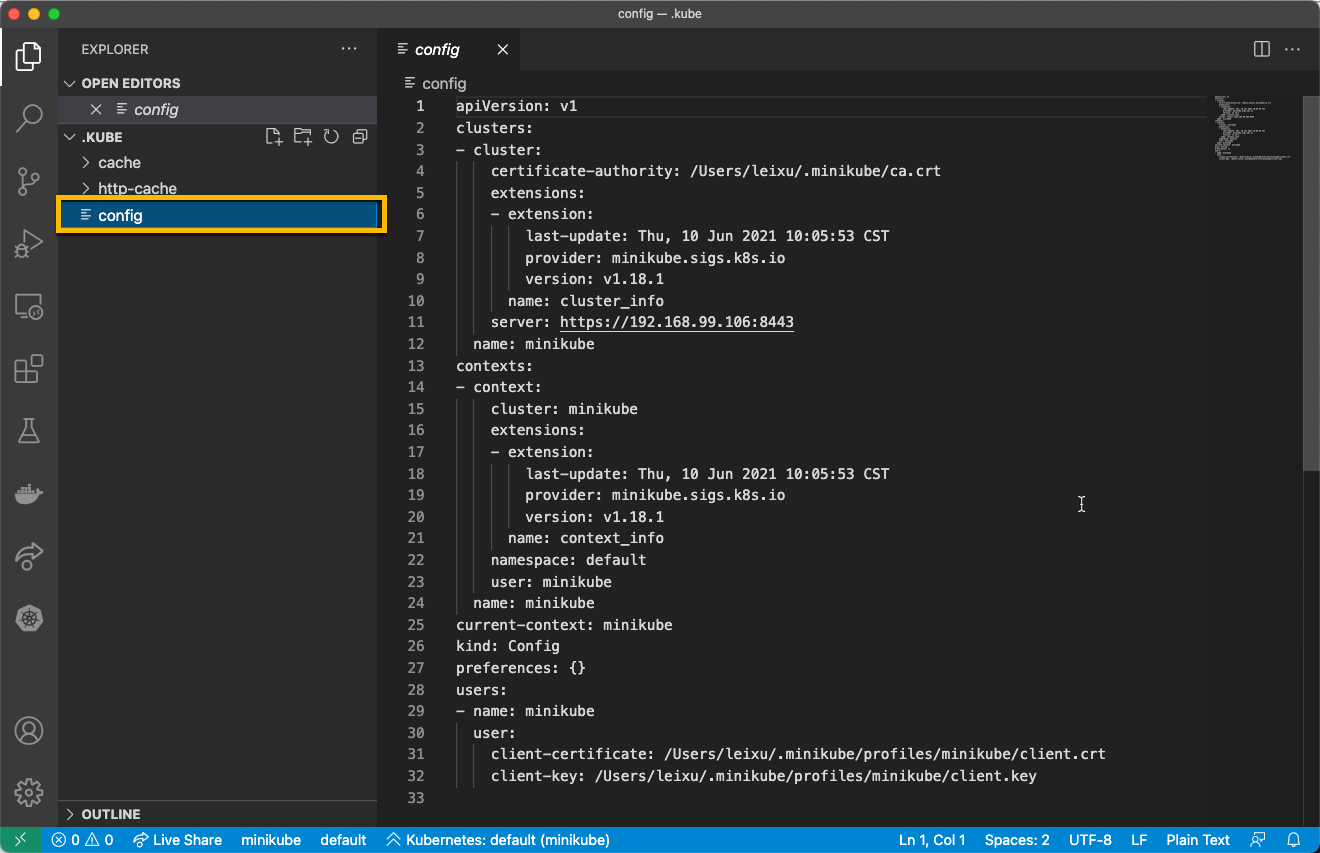 config — .kube
EXPLORER
OPEN EDITORS
config
.KUBE
cache
http-cache
config
OUTLINE
config
config
1 apiVersion: v1
2 clusters:
3 - cluster:
4 certificate-authority: /Users/leixu/.minikube/ca.crt
5 extensions:
6 - extension:
7 last-update: Thu, 10 Jun 2021 10:05:53 CST
8 provider: minikube.sigs.k8s.io
9 version: v1.18.1
10 name: cluster_info
11 server: https://192.168.99.106:8443
12 name: minikube
13 contexts:
14 - context:
15 cluster: minikube
16 extensions:
17 - extension:
18 last-update: Thu, 10 Jun 2021 10:05:53 CST
19 provider: minikube.sigs.k8s.io
20 version: v1.18.1
21 name: context_info
22 namespace: default
23 user: minikube
24 name: minikube
25 current-context: minikube
26 kind: Config
27 preferences: {}
28 users:
29 - name: minikube
30 user:
31 client-certificate: /Users/leixu/.minikube/profiles/minikube/client.crt
32 client-key: /Users/leixu/.minikube/profiles/minikube/client.key
33
0 0 Live Share minikube default Kubernetes: default (minikube) Ln 1, Col 1 Spaces: 2 UTF-8 LF Plain Text